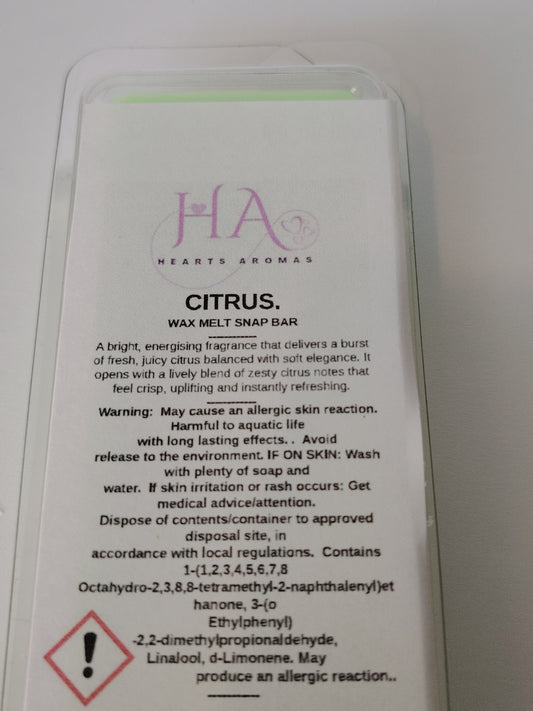 HA
HEARTS AROMAS
CITRUS.
WAX MELT SNAP BAR
A bright, energising fragrance that delivers a burst
of fresh, juicy citrus balanced with soft elegance. It
opens with a lively blend of zesty citrus notes that
feel crisp, uplifting and instantly refreshing.
Warning: May cause an allergic skin reaction.
Harmful to aquatic life
with long lasting effects. . Avoid
release to the environment. IF ON SKIN: Wash
with plenty of soap and
water. If skin irritation or rash occurs: Get
medical advice/attention.
Dispose of contents/container to approved
disposal site, in
accordance with local regulations. Contains
1-(1,2,3,4,5,6,7,8
Octahydro-2,3,8,8-tetramethyl-2-naphthalenyl)et
hanone, 3-(o
Ethylphenyl)
-2,2-dimethylpropionaldehyde,
Linalool, d-Limonene. May
produce an allergic reaction..